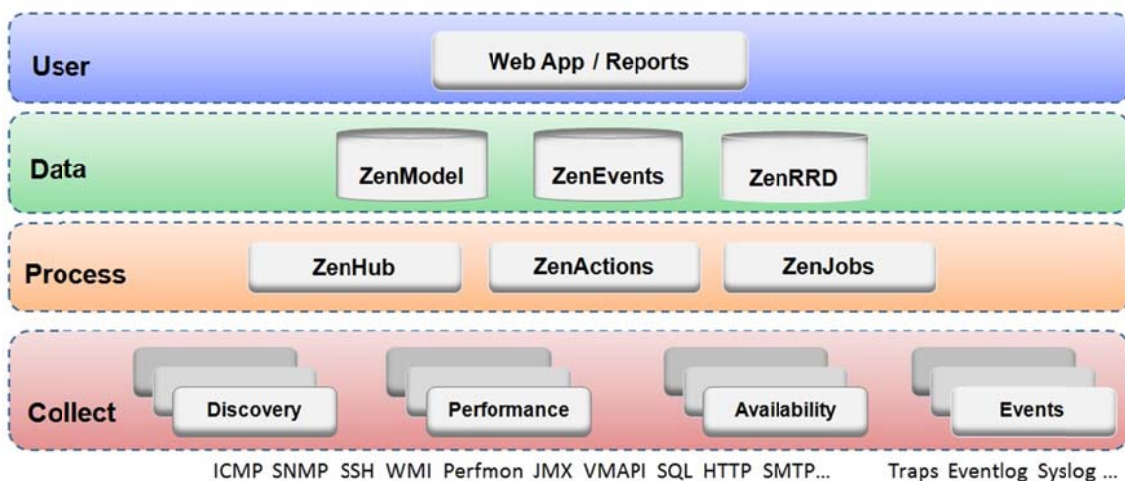 User
Web App / Reports
Data
ZenModel
ZenEvents
ZenRRD
Process
ZenHub
ZenActions
ZenJobs
Collect
Discovery
Performance
Availability
Events
ICMP SNMP SSH WMI Perfmon JMX VMAPI SQL HTTP SMTP... Traps Eventlog Syslog ...